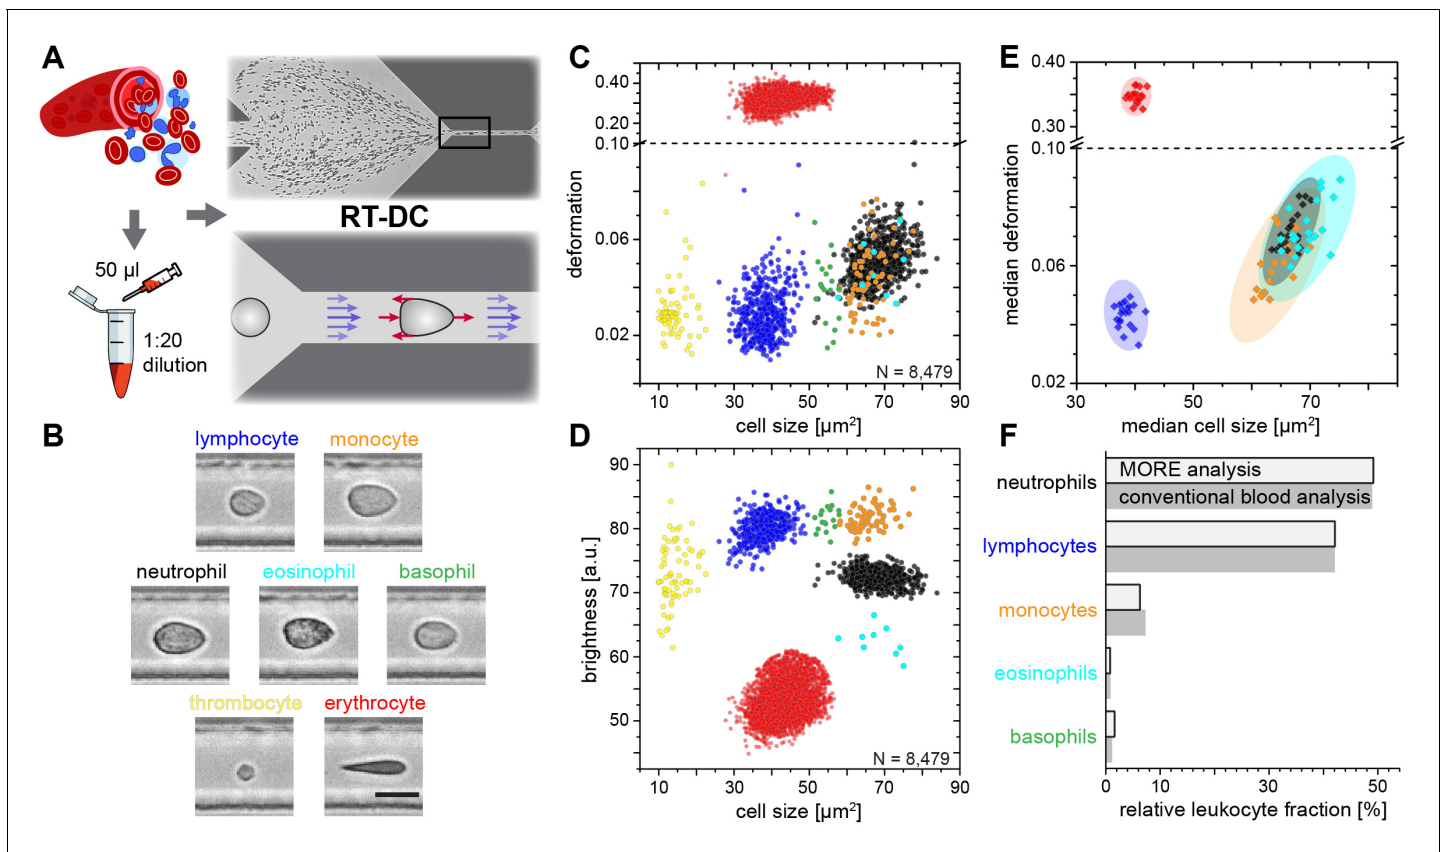 A
RT-DC
50 µl
1:20
dilution
B
lymphocyte
monocyte
neutrophil
eosinophil
basophil
thrombocyte
erythrocyte
C
deformation
0.40
0.20
0.10
0.06
0.02
N = 8,479
10
30
50
70
90
cell size [µm²]
D
brightness [a.u.]
90
80
70
60
50
N = 8,479
10
30
50
70
90
cell size [µm²]
E
median deformation
0.40
0.30
0.10
0.06
0.02
30
50
70
median cell size [µm²]
F
neutrophils
MORE analysis
conventional blood analysis
lymphocytes
monocytes
eosinophils
basophils
0
10
30
50
relative leukocyte fraction [%]